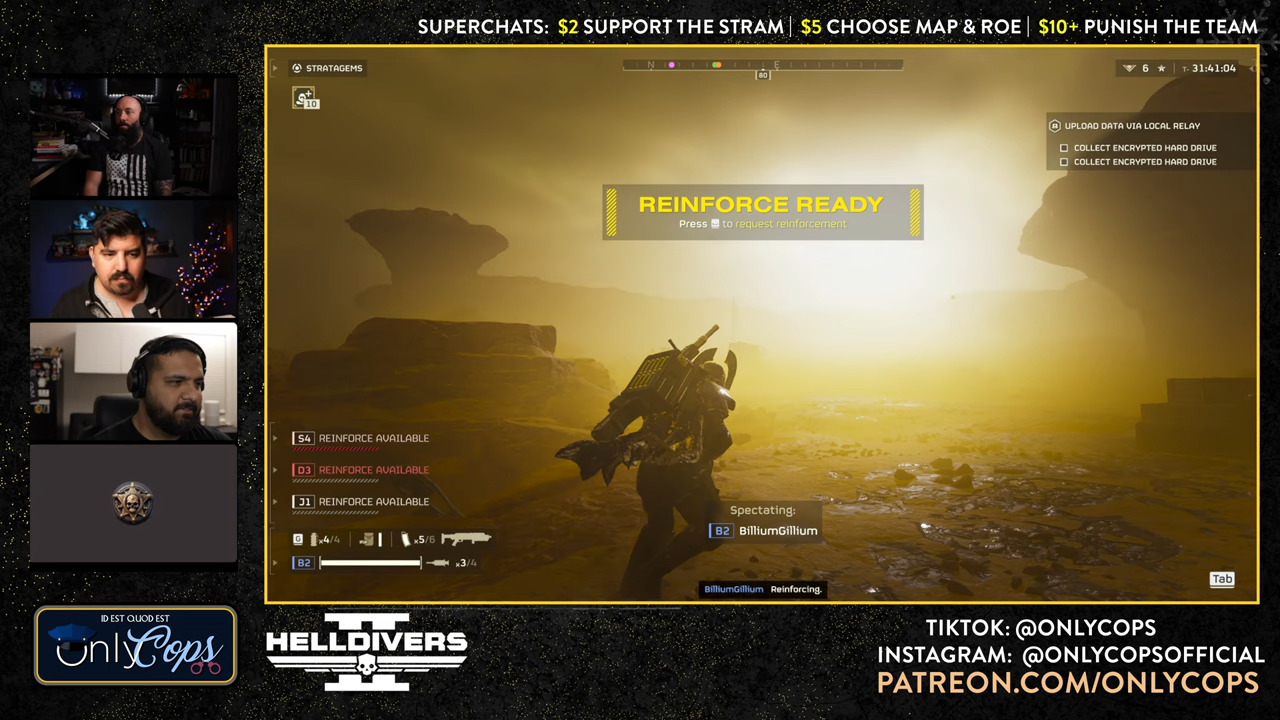 SUPERCHATS: $2 SUPPORT THE STRAM | $5 CHOOSE MAP & ROE | $10+ PUNISH THE TEAM
STRATAGEMS
N
E
80
6
T- 31:41:04
10
UPLOAD DATA VIA LOCAL RELAY
COLLECT ENCRYPTED HARD DRIVE
COLLECT ENCRYPTED HARD DRIVE
REINFORCE READY
Press to request reinforcement
S4 REINFORCE AVAILABLE
D3 REINFORCE AVAILABLE
J1 REINFORCE AVAILABLE
G x4/4 x5/6
B2 x3/4
Spectating:
B2 BilliumGillium
BilliumGillium Reinforcing.
Tab
ID EST QUOD EST
OnlyCops
HELLDIVERS
II
TIKTOK: @ONLYCOPS
INSTAGRAM: @ONLYCOPSOFFICIAL
PATREON.COM/ONLYCOPS